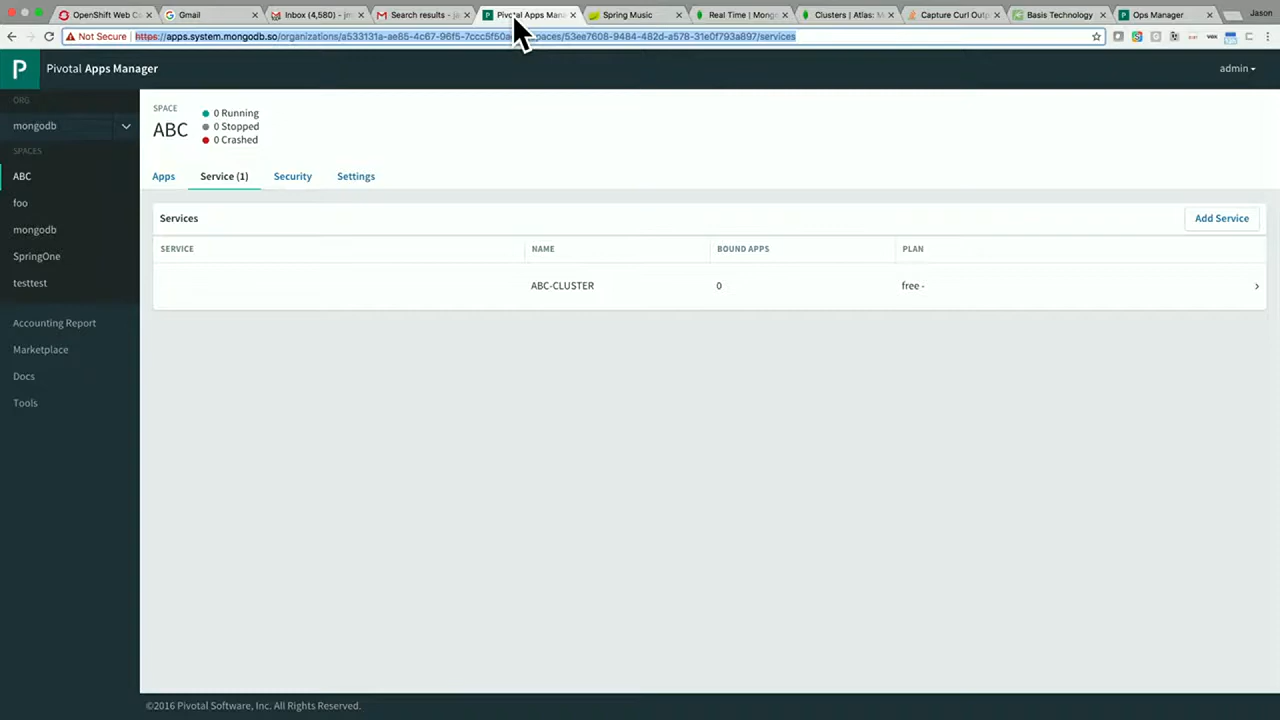 OpenShift Web Co
Gmail
Inbox (4,580) - jm
Search results - ja
Pivotal Apps Man
Spring Music
Real Time | Mong
Clusters | Atlas: M
Capture Curl Outp
Basis Technology
Ops Manager
Jason
Not Secure
https://apps.system.mongodb.so/organizations/a533131a-ae85-4c67-96f5-7ccc5f50a paces/53ee7608-9484-482d-a578-31e0f793a897/services
P Pivotal Apps Manager
admin
ORG
mongodb
SPACES
ABC
foo
mongodb
SpringOne
testtest
Accounting Report
Marketplace
Docs
Tools
SPACE
ABC
0 Running
0 Stopped
0 Crashed
Apps Service (1) Security Settings
Services
Add Service
SERVICE NAME BOUND APPS PLAN
ABC-CLUSTER 0 free -
©2016 Pivotal Software, Inc. All Rights Reserved.